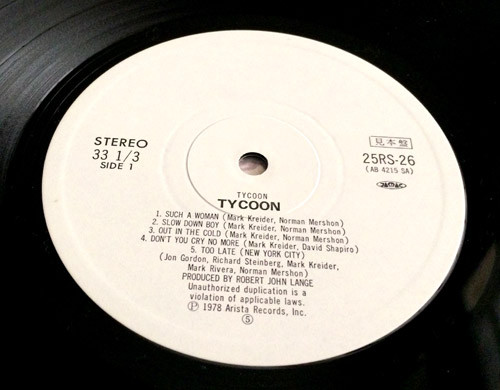 STEREO
33 1/3
SIDE 1
見本盤
25RS-26
(AB 4215 SA)
JASRAC
TYCOON
TYCOON
1. SUCH A WOMAN (Mark Kreider, Norman Mershon)
2. SLOW DOWN BOY (Mark Kreider, Norman Mershon)
3. OUT IN THE COLD (Mark Kreider, Norman Mershon)
4. DON'T YOU CRY NO MORE (Mark Kreider, David Shapiro)
5. TOO LATE (NEW YORK CITY)
(Jon Gordon, Richard Steinberg, Mark Kreider,
Mark Rivera, Norman Mershon)
PRODUCED BY ROBERT JOHN LANGE
Unauthorized duplication is a
violation of applicable laws.
Ⓟ 1978 Arista Records, Inc.
⑤